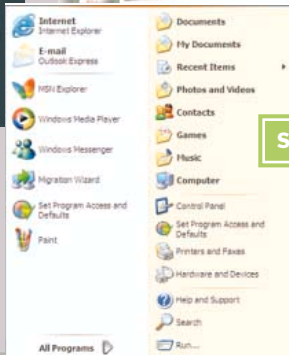 Internet
Internet Explorer
E-mail
Outlook Express
MSN Explorer
Windows Media Player
Windows Messenger
Migration Wizard
Set Program Access and
Defaults
Paint
All Programs
Documents
My Documents
Recent Items
Photos and Videos
Contacts
Games
Music
Computer
Control Panel
Set Program Access and
Defaults
Printers and Faxes
Hardware and Devices
Help and Support
Search
Run...
S